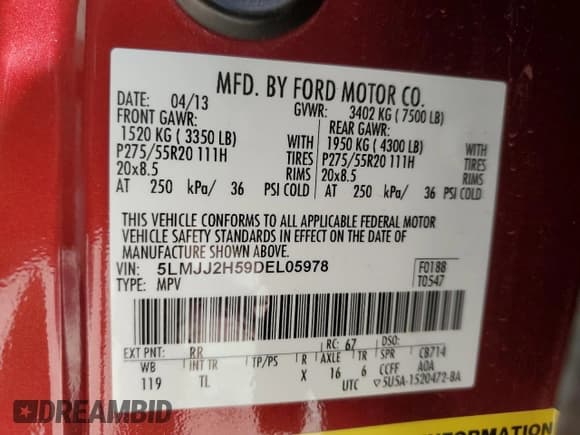 MFD. BY FORD MOTOR CO.
DATE: 04/13 GVWR: 3402 KG (7500 LB)
FRONT GAWR: REAR GAWR:
1520 KG (3350 LB) WITH 1950 KG (4300 LB) WITH
P275/55R20 111H TIRES P275/55R20 111H TIRES
20x8.5 RIMS 20x8.5 RIMS
AT 250 kPa/ 36 PSI COLD AT 250 kPa/ 36 PSI COLD
THIS VEHICLE CONFORMS TO ALL APPLICABLE FEDERAL MOTOR
VEHICLE SAFETY STANDARDS IN EFFECT ON THE DATE OF
MANUFACTURE SHOWN ABOVE.
VIN: 5LMJJ2H59DEL05978 F0188
TYPE: MPV T0547
EXT PNT: RR RC: 67 DSO:
WB INT TR TP/PS R AXLE TR SPR C8714
119 TL X 16 6 CCFF A0A
UTC ▽5U5A-1520472-BA
DREAMBID
INFORMATION